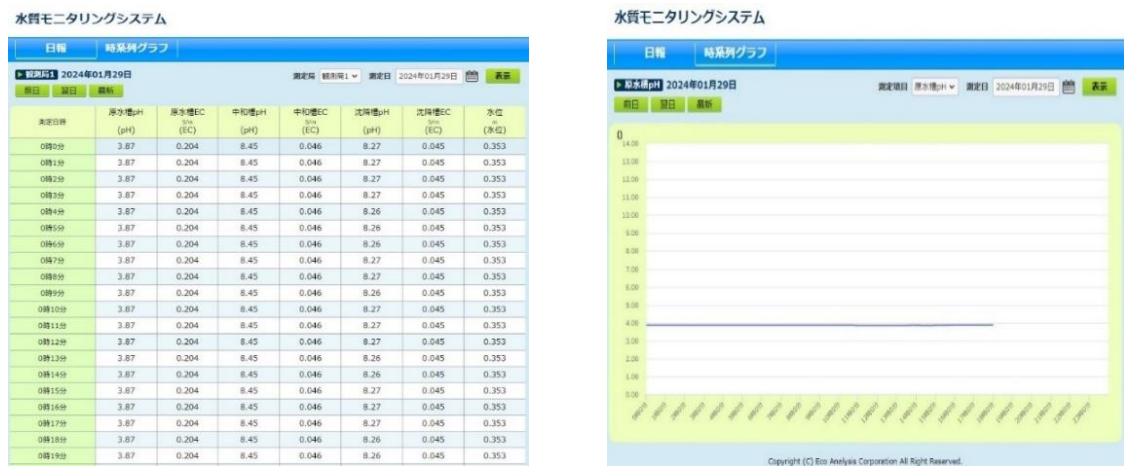 水質モニタリングシステム
日報 時系列グラフ
観測局1 2024年01月29日 測定局 観測局1 測定日 2024年01月29日 表示
前日 翌日 最新
測定日時 原水槽pH 原水槽EC 中和槽pH 中和槽EC 沈降槽pH 沈降槽EC 水位
S/m S/m S/m m
(pH) (EC) (pH) (EC) (pH) (EC) (水位)
0時0分 3.87 0.204 8.45 0.046 8.27 0.045 0.353
0時1分 3.87 0.204 8.45 0.046 8.27 0.045 0.353
0時2分 3.87 0.204 8.45 0.046 8.27 0.045 0.353
0時3分 3.87 0.204 8.45 0.046 8.27 0.045 0.353
0時4分 3.87 0.204 8.45 0.046 8.26 0.045 0.353
0時5分 3.87 0.204 8.45 0.046 8.26 0.045 0.353
0時6分 3.87 0.204 8.45 0.046 8.26 0.045 0.353
0時7分 3.87 0.204 8.45 0.046 8.27 0.045 0.353
0時8分 3.87 0.204 8.45 0.046 8.27 0.045 0.353
0時9分 3.87 0.204 8.45 0.046 8.26 0.045 0.353
0時10分 3.87 0.204 8.45 0.046 8.27 0.045 0.353
0時11分 3.87 0.204 8.45 0.046 8.27 0.045 0.353
0時12分 3.87 0.204 8.45 0.046 8.27 0.045 0.353
0時13分 3.87 0.204 8.45 0.046 8.26 0.045 0.353
0時14分 3.87 0.204 8.45 0.046 8.26 0.045 0.353
0時15分 3.87 0.204 8.45 0.046 8.27 0.045 0.353
0時16分 3.87 0.204 8.45 0.046 8.27 0.045 0.353
0時17分 3.87 0.204 8.45 0.046 8.27 0.045 0.353
0時18分 3.87 0.204 8.45 0.046 8.26 0.045 0.353
0時19分 3.87 0.204 8.45 0.046 8.26 0.045 0.353
水質モニタリングシステム
日報 時系列グラフ
原水槽pH 2024年01月29日 測定項目 原水槽pH 測定日 2024年01月29日 表示
前日 翌日 最新
()
14.00
13.00
12.00
11.00
10.00
9.00
8.00
7.00
6.00
5.00
4.00
3.00
2.00
1.00
0.00
Copyright (C) Eco Analysis Corporation All Right Reserved.